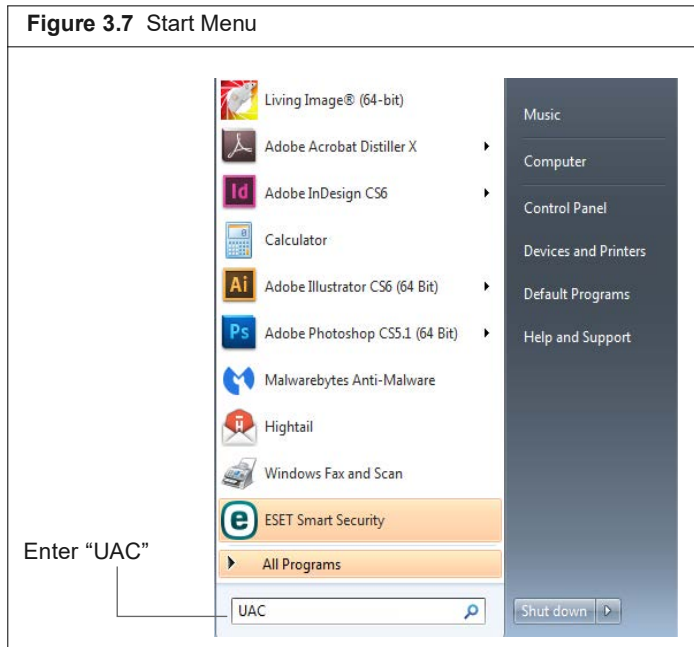 Figure 3.7 Start Menu
Living Image® (64-bit)
Adobe Acrobat Distiller X
Adobe InDesign CS6
Calculator
Adobe Illustrator CS6 (64 Bit)
Adobe Photoshop CS5.1 (64 Bit)
Malwarebytes Anti-Malware
Hightail
Windows Fax and Scan
ESET Smart Security
All Programs
UAC
Music
Computer
Control Panel
Devices and Printers
Default Programs
Help and Support
Shut down
Enter “UAC”
Id
Ai
Ps
e